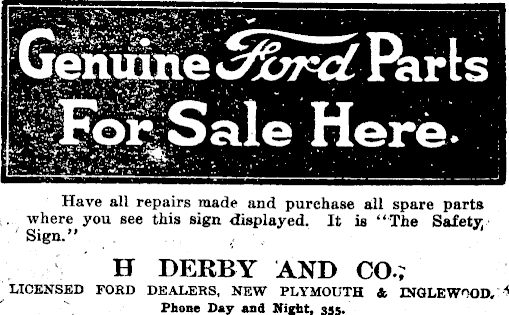 Genuine Ford Parts
For Sale Here.
Have all repairs made and purchase all spare parts
where you see this sign displayed. It is "The Safety,
Sign."
H DERBY AND CO.,
LICENSED FORD DEALERS, NEW PLYMOUTH & INGLEWOOD.
Phone Day and Night, 355.